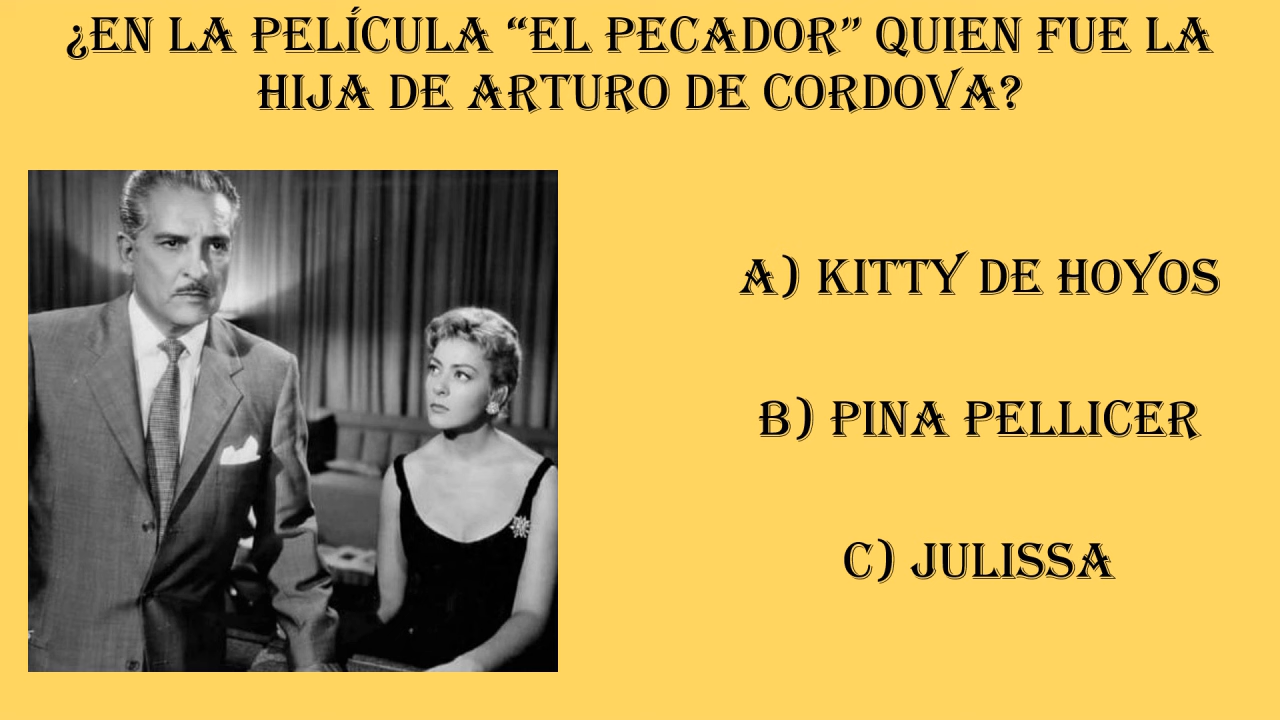 ¿EN LA PELÍCULA “EL PECADOR” QUIEN FUE LA
HIJA DE ARTURO DE CORDOVA?
A) KITTY DE HOYOS
B) PINA PELLICER
C) JULISSA